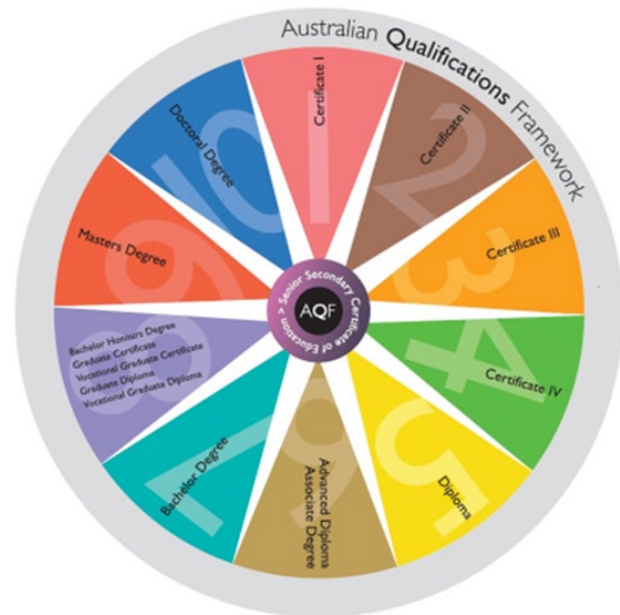 Australian Qualifications Framework
1
Certificate I
2
Certificate II
3
Certificate III
4
Certificate IV
5
Diploma
6
Advanced Diploma
Associate Degree
7
Bachelor Degree
8
Bachelor Honours Degree
Graduate Certificate
Vocational Graduate Certificate
Graduate Diploma
Vocational Graduate Diploma
9
Masters Degree
10
Doctoral Degree
Senior Secondary Certificate of Education >
AQF